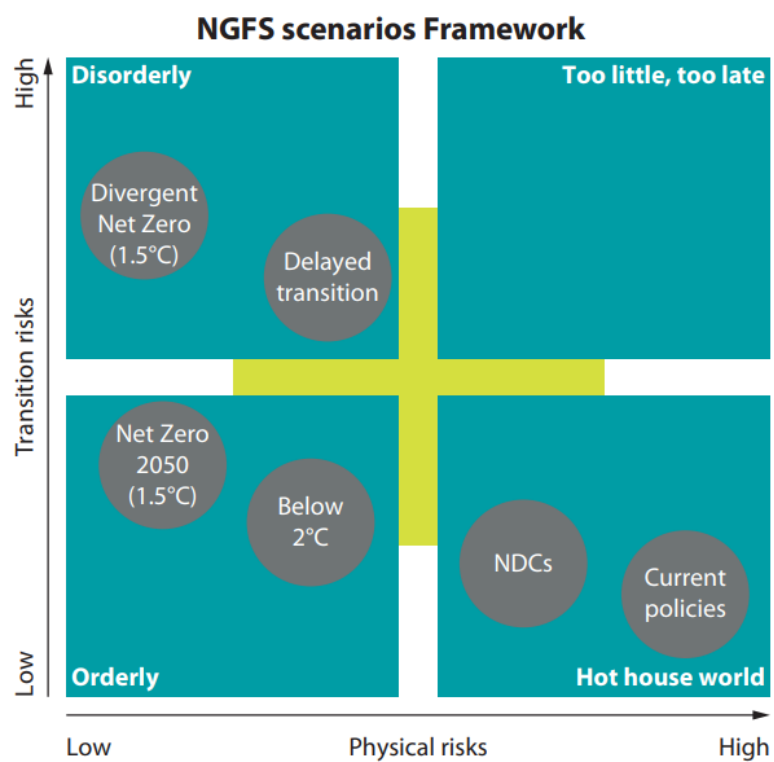 NGFS scenarios Framework
High
Disorderly
Too little, too late
Divergent
Net Zero
(1.5°C)
Delayed
transition
Transition risks
Net Zero
2050
(1.5°C)
Below
2°C
NDCs
Current
policies
Low
Orderly
Hot house world
Low
Physical risks
High